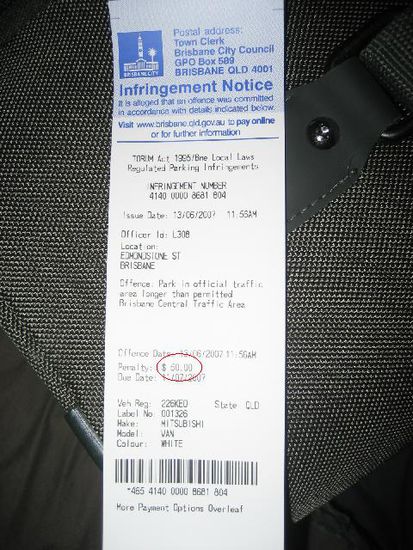 BRISBANE CITY
Postal address:
Town Clerk
Brisbane City Council
GPO Box 589
BRISBANE QLD 4001
Infringement Notice
It is alleged that an offence was committed
in accordance with details indicated below.
Visit www.brisbane.qld.gov.au to pay online
or for further information
TORUM Act 1995/Bne Local Laws
Regulated Parking Infringements
INFRINGEMENT NUMBER
4140 0000 8681 804
Issue Date: 13/06/2007 11:56AM
Officer Id: L308
Location:
EDMONDSTONE ST
BRISBANE
Offence: Park in official traffic
area longer than permitted
Brisbane Central Traffic Area
Offence Date: 13/06/2007 11:56AM
Penalty: $ 50.00
Due Date: 11/07/2007
Veh Reg: 226KEO State QLD
Label No: 001326
Make: MITSUBISHI
Model: VAN
Colour: WHITE
*465 4140 0000 8681 804
More Payment Options Overleaf